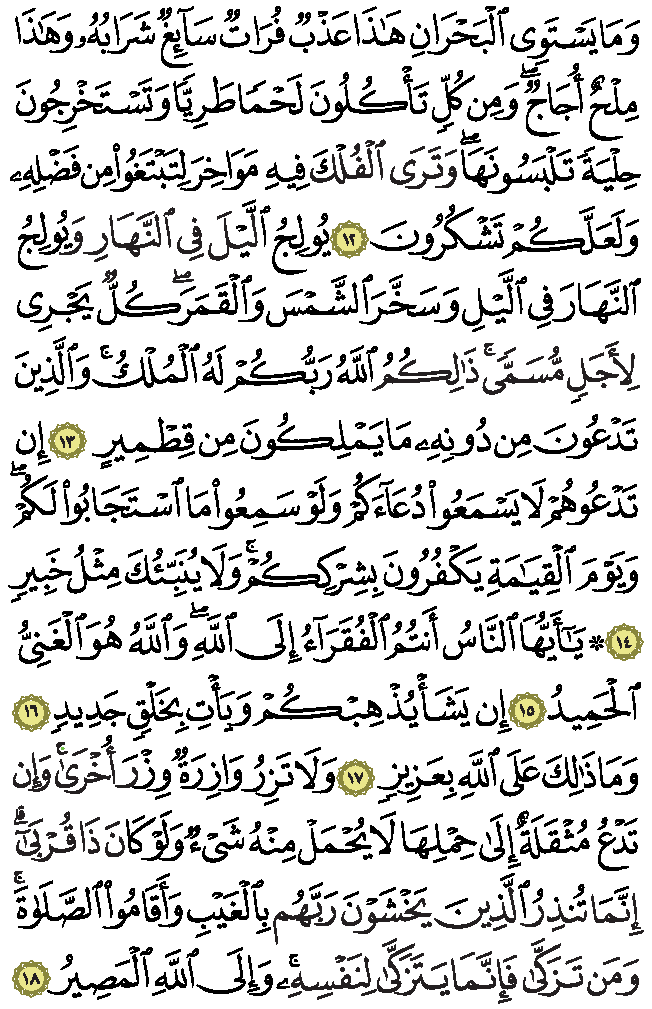 وَمَا يَسْتَوِى ٱلْبَحْرَانِ هَٰذَا عَذْبٌ فُرَاتٌ سَآئِغٌ شَرَابُهُۥ وَهَٰذَا
مِلْحٌ أُجَاجٌ ۖ وَمِن كُلٍّ تَأْكُلُونَ لَحْمًا طَرِيًّا وَتَسْتَخْرِجُونَ
حِلْيَةً تَلْبَسُونَهَا ۖ وَتَرَى ٱلْفُلْكَ فِيهِ مَوَاخِرَ لِتَبْتَغُوا۟ مِن فَضْلِهِۦ
وَلَعَلَّكُمْ تَشْكُرُونَ ١٢ يُولِجُ ٱلَّيْلَ فِى ٱلنَّهَارِ وَيُولِجُ
ٱلنَّهَارَ فِى ٱلَّيْلِ وَسَخَّرَ ٱلشَّمْسَ وَٱلْقَمَرَ ۖ كُلٌّ يَجْرِى
لِأَجَلٍ مُّسَمًّى ۚ ذَٰلِكُمُ ٱللَّهُ رَبُّكُمْ لَهُ ٱلْمُلْكُ ۚ وَٱلَّذِينَ
تَدْعُونَ مِن دُونِهِۦ مَا يَمْلِكُونَ مِن قِطْمِيرٍ ١٣ إِن
تَدْعُوهُمْ لَا يَسْمَعُوا۟ دُعَآءَكُمْ وَلَوْ سَمِعُوا۟ مَا ٱسْتَجَابُوا۟ لَكُمْ ۖ
وَيَوْمَ ٱلْقِيَٰمَةِ يَكْفُرُونَ بِشِرْكِكُمْ ۚ وَلَا يُنَبِّئُكَ مِثْلُ خَبِيرٍ
١٤ * يَٰٓأَيُّهَا ٱلنَّاسُ أَنتُمُ ٱلْفُقَرَآءُ إِلَى ٱللَّهِ ۖ وَٱللَّهُ هُوَ ٱلْغَنِىُّ
ٱلْحَمِيدُ ١٥ إِن يَشَأْ يُذْهِبْكُمْ وَيَأْتِ بِخَلْقٍ جَدِيدٍ ١٦
وَمَا ذَٰلِكَ عَلَى ٱللَّهِ بِعَزِيزٍ ١٧ وَلَا تَزِرُ وَازِرَةٌ وِزْرَ أُخْرَىٰ ۚ وَإِن
تَدْعُ مُثْقَلَةٌ إِلَىٰ حِمْلِهَا لَا يُحْمَلْ مِنْهُ شَىْءٌ وَلَوْ كَانَ ذَا قُرْبَىٰٓ ۗ
إِنَّمَا تُنذِرُ ٱلَّذِينَ يَخْشَوْنَ رَبَّهُم بِٱلْغَيْبِ وَأَقَامُوا۟ ٱلصَّلَوٰةَ ۚ
وَمَن تَزَكَّىٰ فَإِنَّمَا يَتَزَكَّىٰ لِنَفْسِهِۦ ۚ وَإِلَى ٱللَّهِ ٱلْمَصِيرُ ١٨